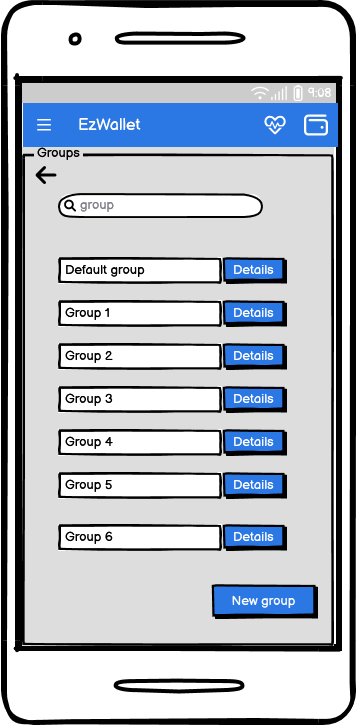 9:08
EzWallet
Groups
group
Default group Details
Group 1 Details
Group 2 Details
Group 3 Details
Group 4 Details
Group 5 Details
Group 6 Details
New group